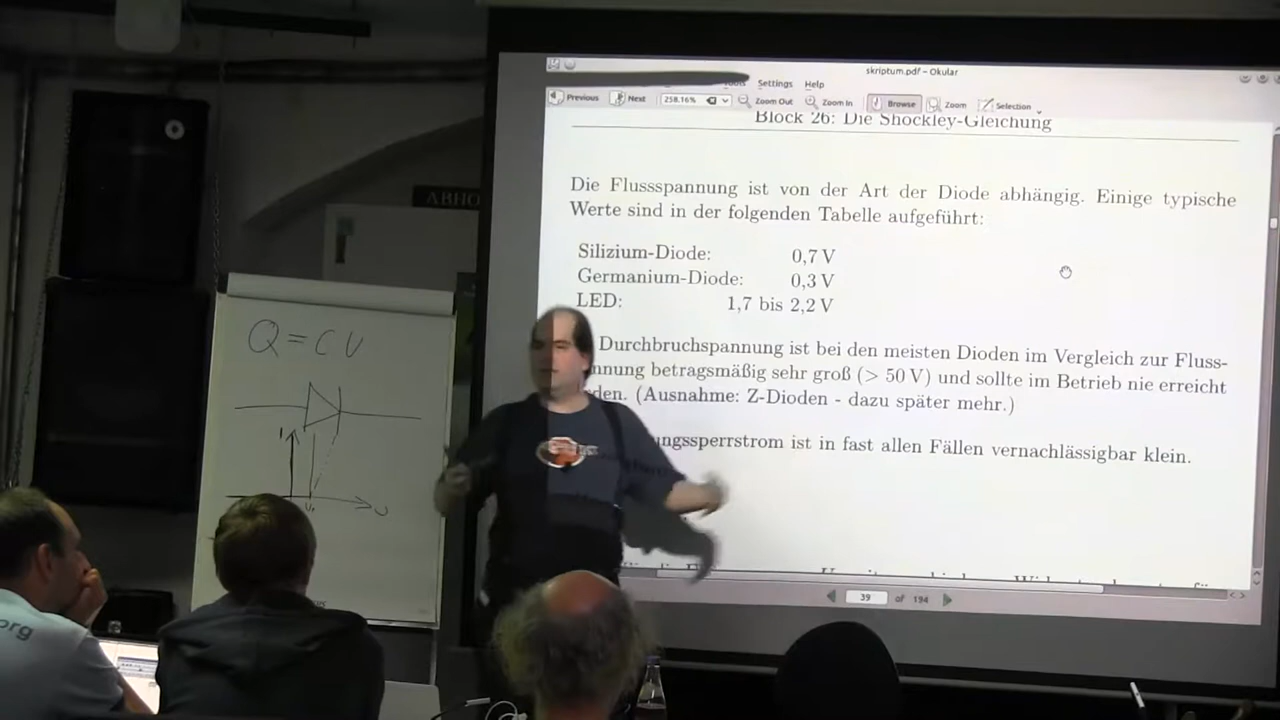 skriptum.pdf – Okular
Settings Help
Previous Next 258.16% Zoom Out Zoom In Browse Zoom Selection
Block 26: Die Shockley-Gleichung
Die Flussspannung ist von der Art der Diode abhängig. Einige typische
Werte sind in der folgenden Tabelle aufgeführt:
Silizium-Diode: 0,7 V
Germanium-Diode: 0,3 V
LED: 1,7 bis 2,2 V
Durchbruchspannung ist bei den meisten Dioden im Vergleich zur Fluss-
nnung betragsmäßig sehr groß (> 50 V) und sollte im Betrieb nie erreicht
den. (Ausnahme: Z-Dioden - dazu später mehr.)
ungssperrstrom ist in fast allen Fällen vernachlässigbar klein.
39 of 194
ABHO
Q = C U
U
org